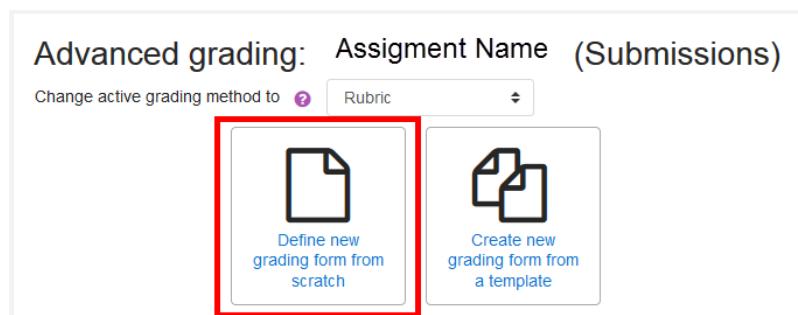 Advanced grading: Assigment Name (Submissions)
Change active grading method to ? Rubric
Define new
grading form from
scratch
Create new
grading form from
a template